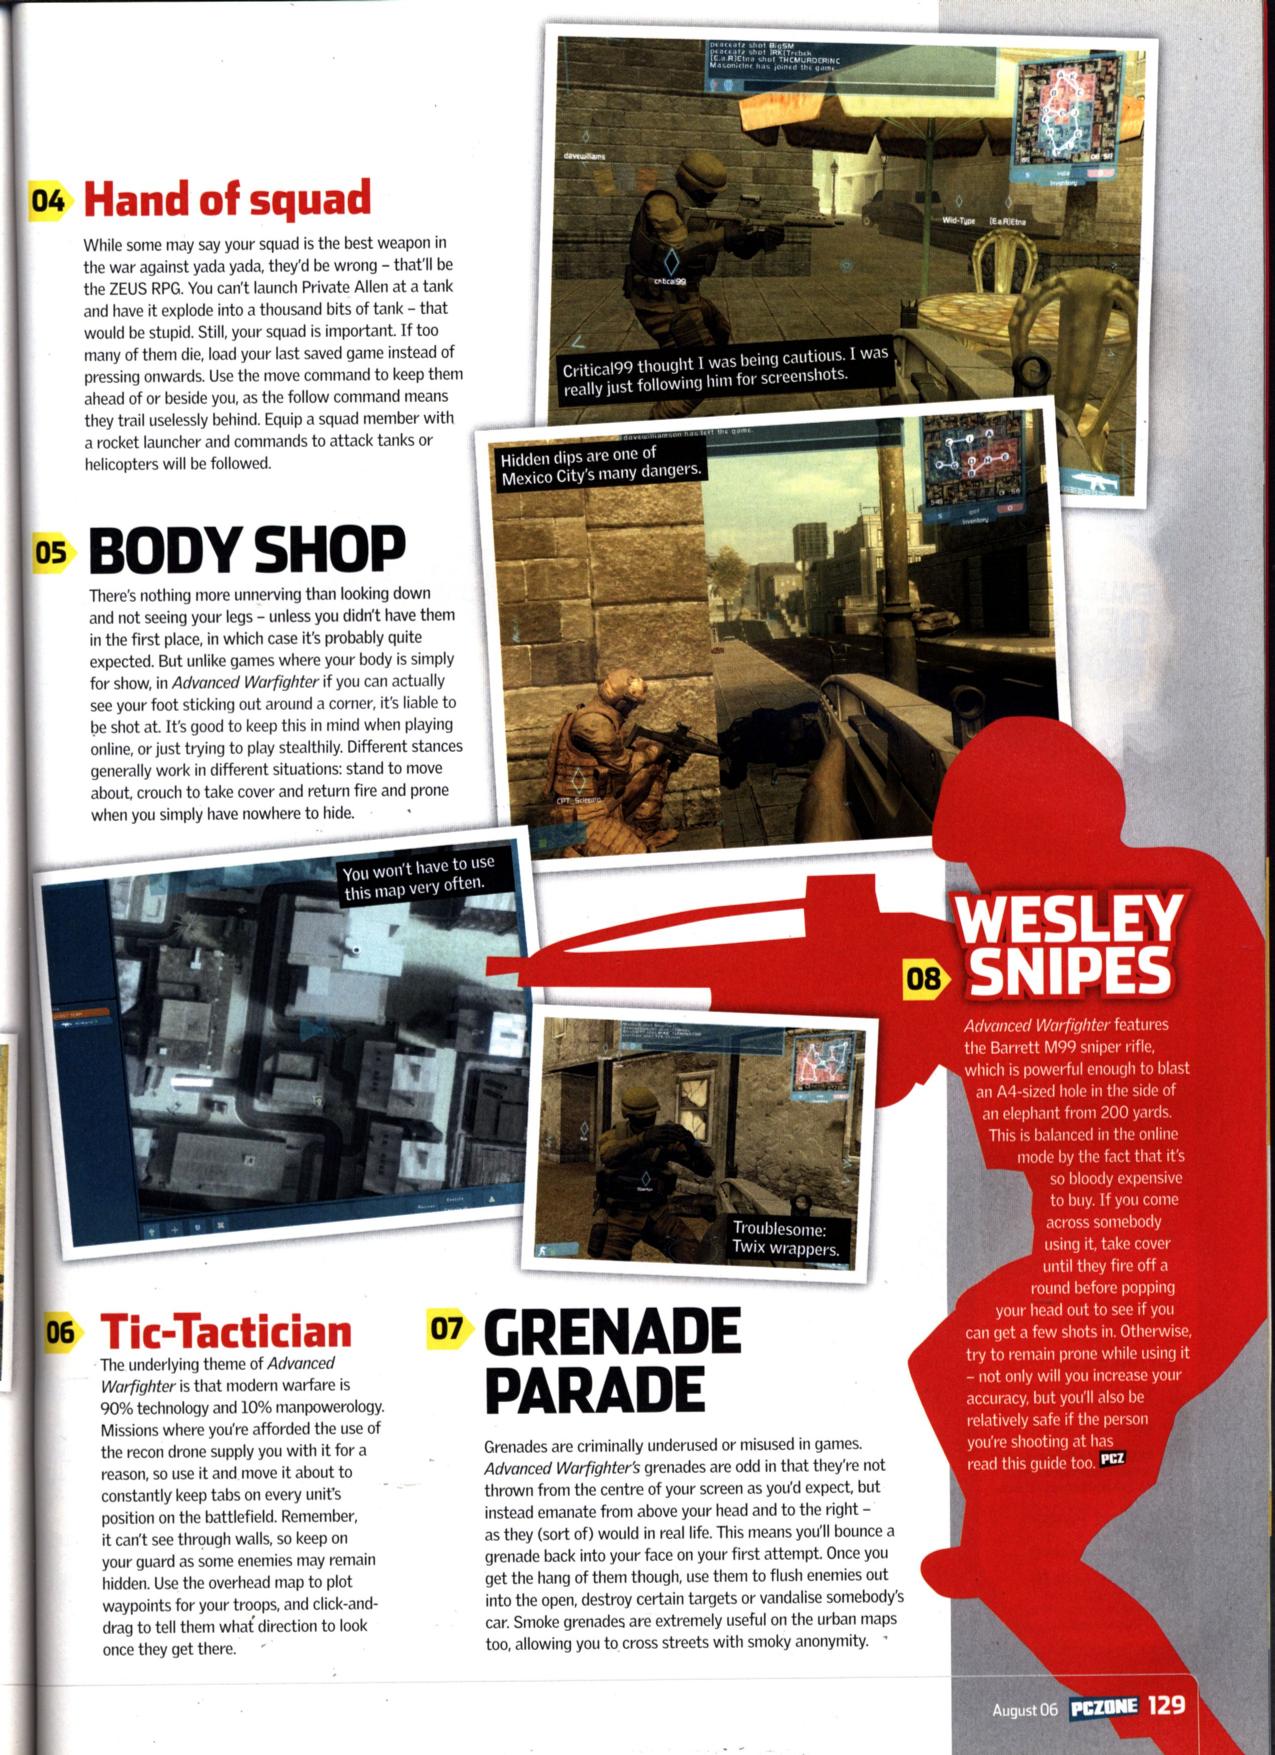 04 Hand of squad
While some may say your squad is the best weapon in
the war against yada yada, they'd be wrong – that'll be
the ZEUS RPG. You can't launch Private Allen at a tank
and have it explode into a thousand bits of tank – that
would be stupid. Still, your squad is important. If too
many of them die, load your last saved game instead of
pressing onwards. Use the move command to keep them
ahead of or beside you, as the follow command means
they trail uselessly behind. Equip a squad member with
a rocket launcher and commands to attack tanks or
helicopters will be followed.
peaceatz shot BigSM
peaceatz shot
[E.a.R]Etna shot THCMURDERINC
has joined the game
davewilliams
critical99
Wild-Type
[E.a.R]Etna
Inventory
Critical99 thought I was being cautious. I was
really just following him for screenshots.
davewilliamson has left the game.
Hidden dips are one of
Mexico City's many dangers.
Inventory
05 BODY SHOP
There's nothing more unnerving than looking down
and not seeing your legs – unless you didn't have them
in the first place, in which case it's probably quite
expected. But unlike games where your body is simply
for show, in Advanced Warfighter if you can actually
see your foot sticking out around a corner, it's liable to
be shot at. It's good to keep this in mind when playing
online, or just trying to play stealthily. Different stances
generally work in different situations: stand to move
about, crouch to take cover and return fire and prone
when you simply have nowhere to hide.
You won't have to use
this map very often.
Troublesome:
Twix wrappers.
06 Tic-Tactician
The underlying theme of Advanced
Warfighter is that modern warfare is
90% technology and 10% manpowerology.
Missions where you're afforded the use of
the recon drone supply you with it for a
reason, so use it and move it about to
constantly keep tabs on every unit's
position on the battlefield. Remember,
it can't see through walls, so keep on
your guard as some enemies may remain
hidden. Use the overhead map to plot
waypoints for your troops, and click-and-
drag to tell them what direction to look
once they get there.
07 GRENADE
PARADE
Grenades are criminally underused or misused in games.
Advanced Warfighter's grenades are odd in that they're not
thrown from the centre of your screen as you'd expect, but
instead emanate from above your head and to the right –
as they (sort of) would in real life. This means you'll bounce a
grenade back into your face on your first attempt. Once you
get the hang of them though, use them to flush enemies out
into the open, destroy certain targets or vandalise somebody's
car. Smoke grenades are extremely useful on the urban maps
too, allowing you to cross streets with smoky anonymity.
08 WESLEY
SNIPES
Advanced Warfighter features
the Barrett M99 sniper rifle,
which is powerful enough to blast
an A4-sized hole in the side of
an elephant from 200 yards.
This is balanced in the online
mode by the fact that it's
so bloody expensive
to buy. If you come
across somebody
using it, take cover
until they fire off a
round before popping
your head out to see if you
can get a few shots in. Otherwise,
try to remain prone while using it
– not only will you increase your
accuracy, but you'll also be
relatively safe if the person
you're shooting at has
read this guide too. PCZ
August 06 PCZONE 129